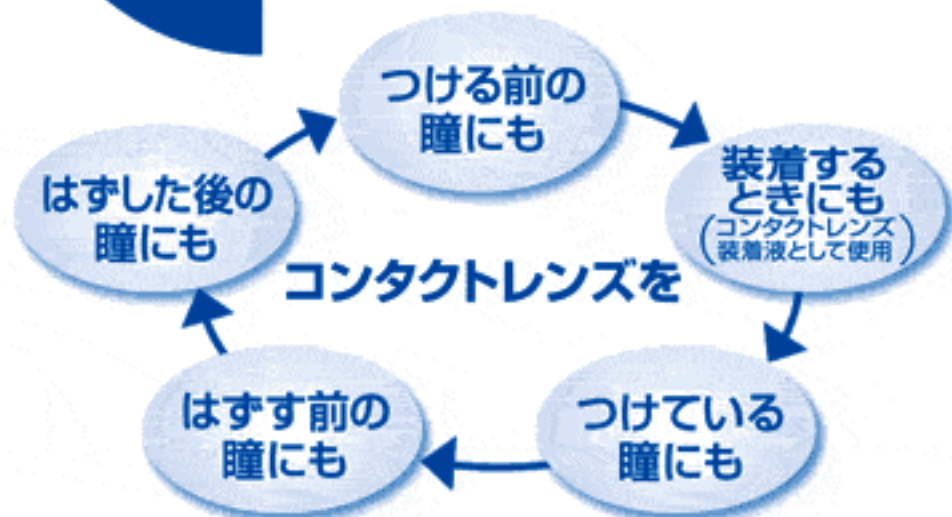 つける前の
瞳にも
装着する
ときにも
(コンタクトレンズ
装着液として使用)
はずした後の
瞳にも
コンタクトレンズを
はずす前の
瞳にも
つけている
瞳にも